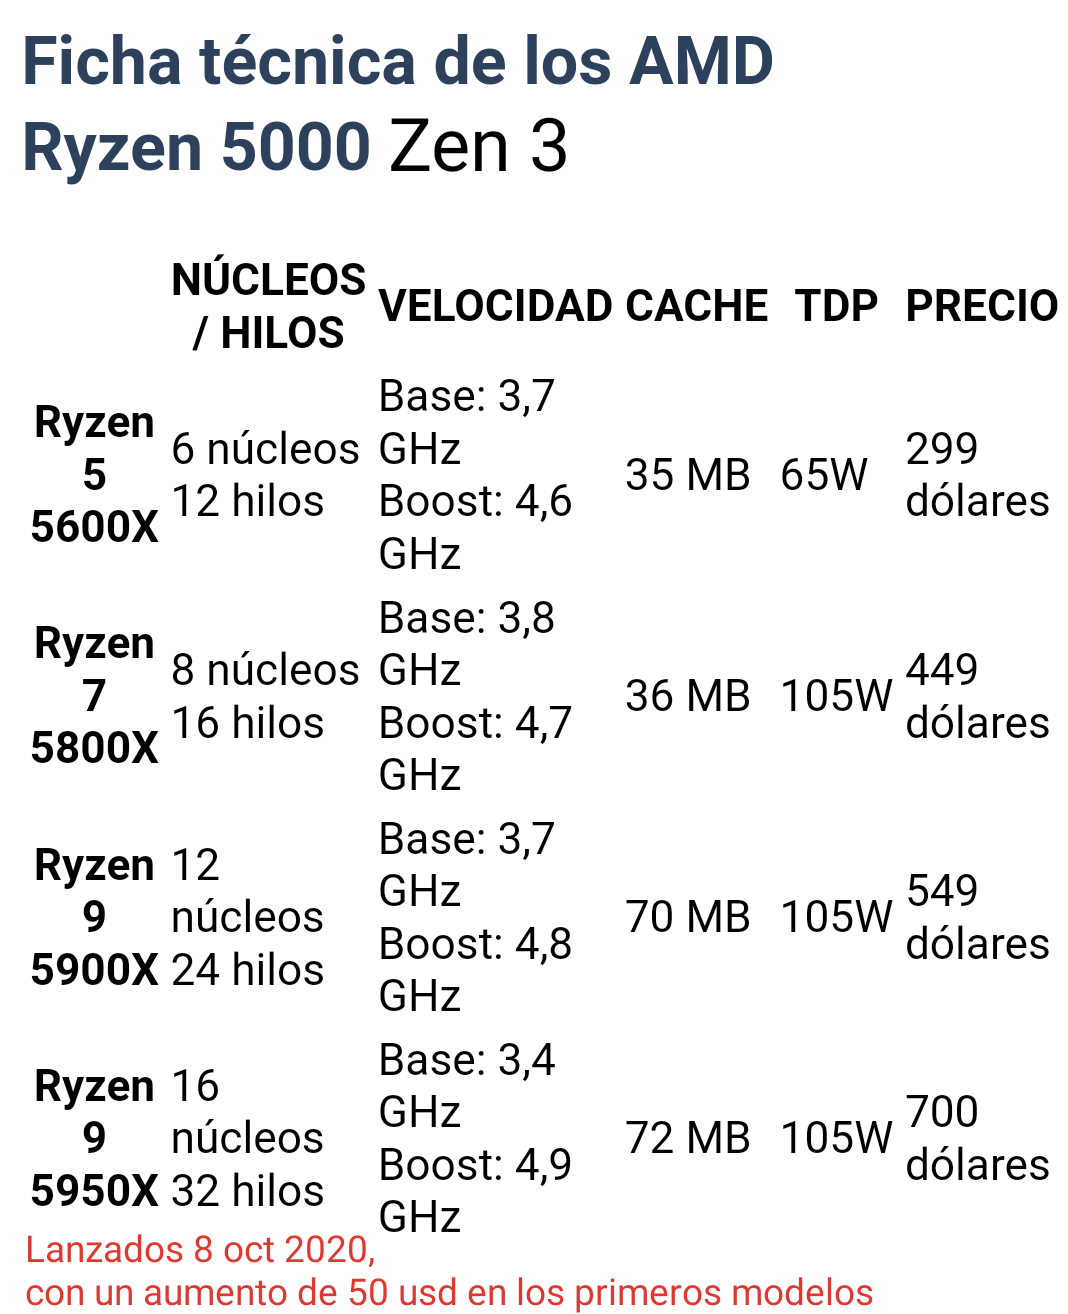 Ficha técnica de los AMD
Ryzen 5000 Zen 3
NÚCLEOS
/ HILOS
VELOCIDAD
CACHE
TDP
PRECIO
Ryzen
5
5600X
6 núcleos
12 hilos
Base: 3,7
GHz
Boost: 4,6
GHz
35 MB
65W
299
dólares
Ryzen
7
5800X
8 núcleos
16 hilos
Base: 3,8
GHz
Boost: 4,7
GHz
36 MB
105W
449
dólares
Ryzen
9
5900X
12
núcleos
24 hilos
Base: 3,7
GHz
Boost: 4,8
GHz
70 MB
105W
549
dólares
Ryzen
9
5950X
16
núcleos
32 hilos
Base: 3,4
GHz
Boost: 4,9
GHz
72 MB
105W
700
dólares
Lanzados 8 oct 2020,
con un aumento de 50 usd en los primeros modelos